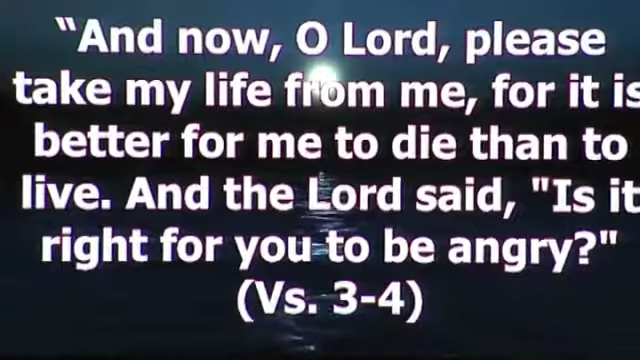 “And now, O Lord, please
take my life from me, for it is
better for me to die than to
live. And the Lord said, "Is it
right for you to be angry?"
(Vs. 3-4)